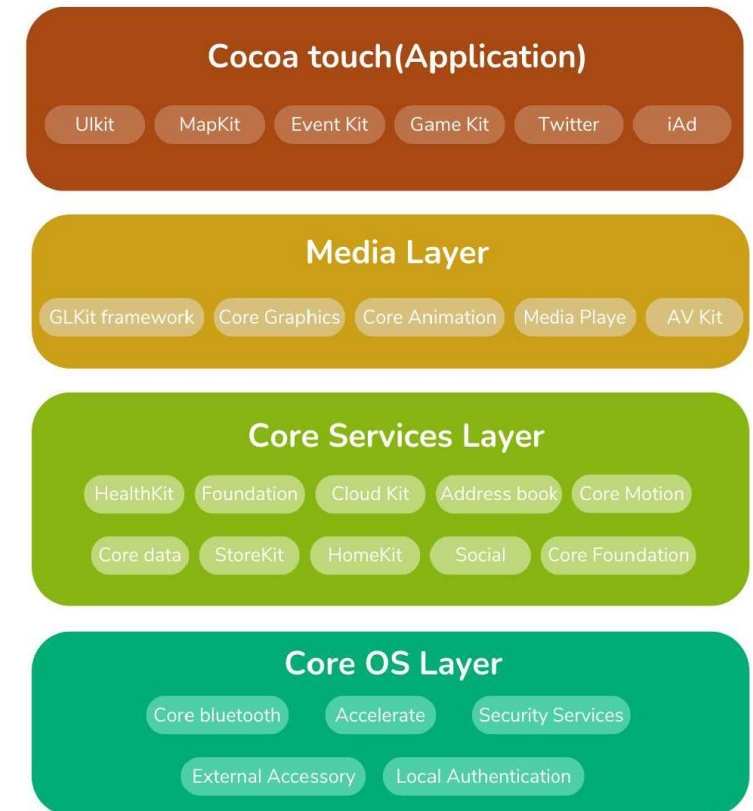 Cocoa touch(Application)
UIkit MapKit Event Kit Game Kit Twitter iAd
Media Layer
GLKit framework Core Graphics Core Animation Media Playe AV Kit
Core Services Layer
HealthKit Foundation Cloud Kit Address book Core Motion
Core data StoreKit HomeKit Social Core Foundation
Core OS Layer
Core bluetooth Accelerate Security Services
External Accessory Local Authentication